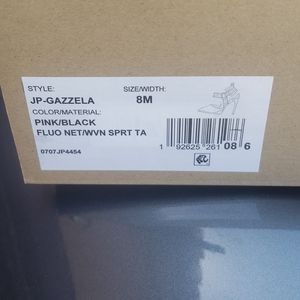 STYLE: SIZE/WIDTH:
JP-GAZZELA 8M
COLOR/MATERIAL:
PINK/BLACK
FLUO NET/WVN SPRT TA
0707JP4454
1 92625 261 08 6